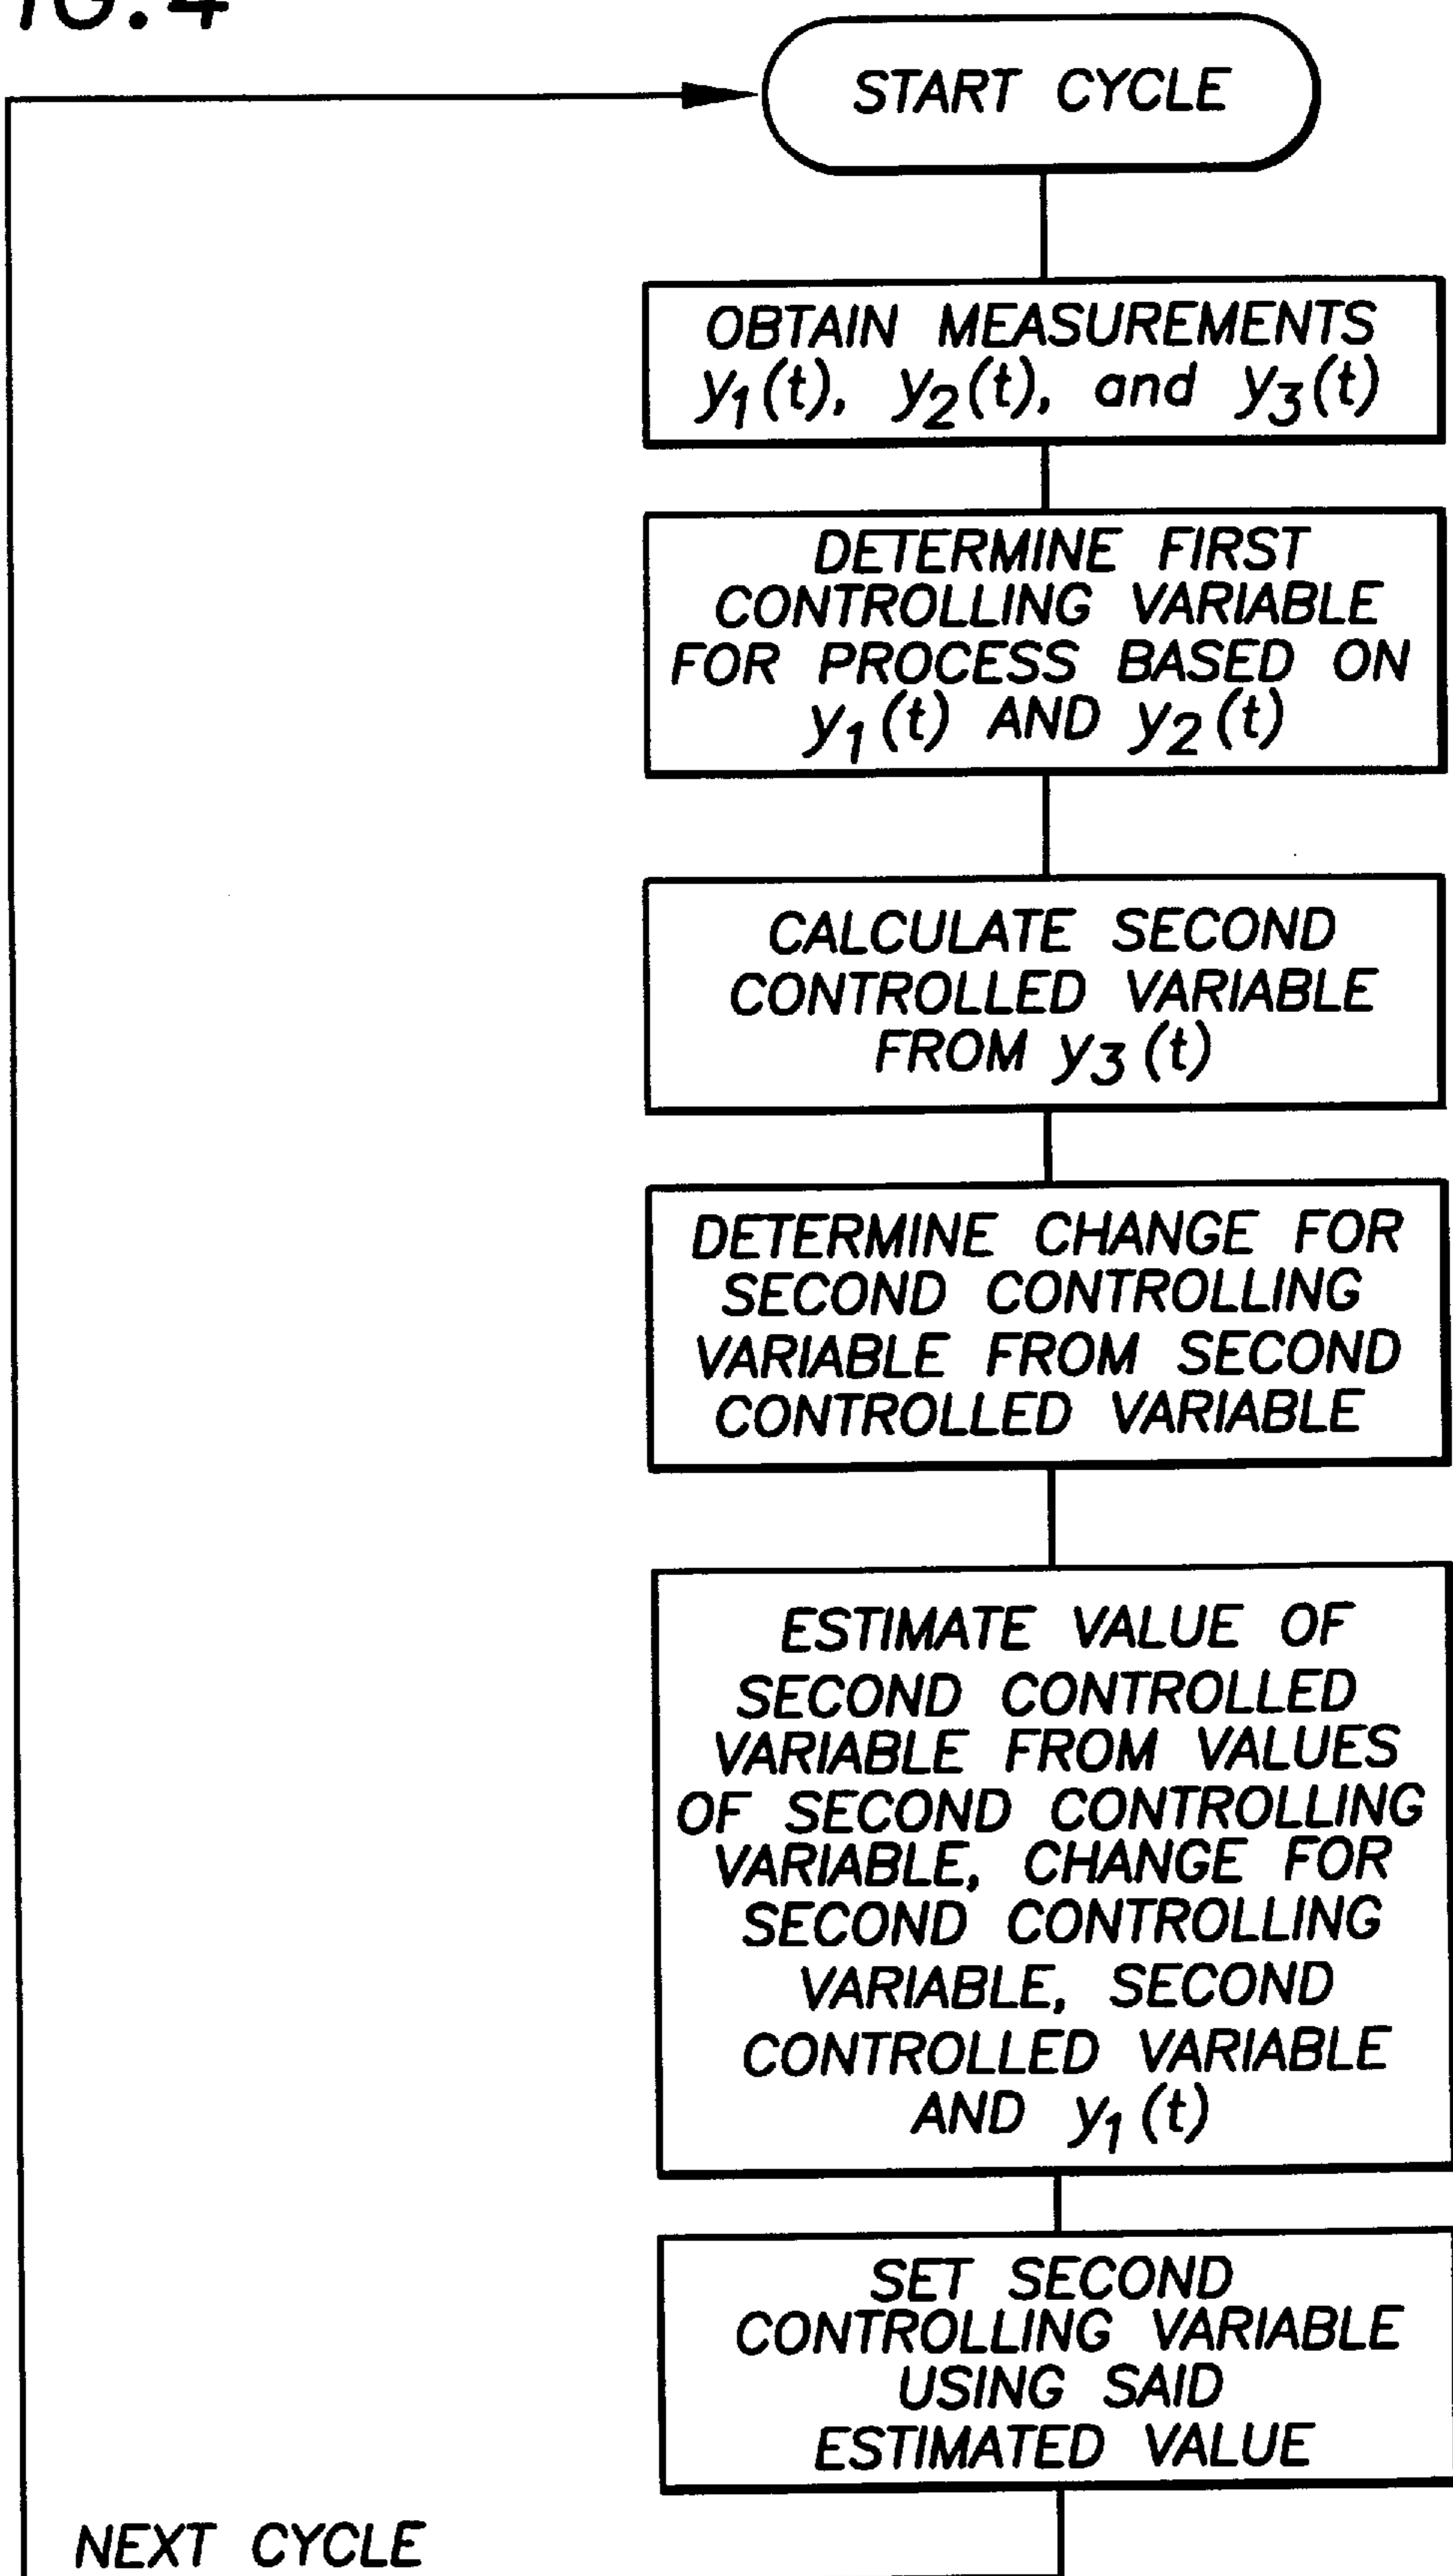 IG.4
START CYCLE
OBTAIN MEASUREMENTS
y₁(t), y₂(t), and y₃(t)
DETERMINE FIRST
CONTROLLING VARIABLE
FOR PROCESS BASED ON
y₁(t) AND y₂(t)
CALCULATE SECOND
CONTROLLED VARIABLE
FROM y₃(t)
DETERMINE CHANGE FOR
SECOND CONTROLLING
VARIABLE FROM SECOND
CONTROLLED VARIABLE
ESTIMATE VALUE OF
SECOND CONTROLLED
VARIABLE FROM VALUES
OF SECOND CONTROLLING
VARIABLE, CHANGE FOR
SECOND CONTROLLING
VARIABLE, SECOND
CONTROLLED VARIABLE
AND y₁(t)
SET SECOND
CONTROLLING VARIABLE
USING SAID
ESTIMATED VALUE
NEXT CYCLE